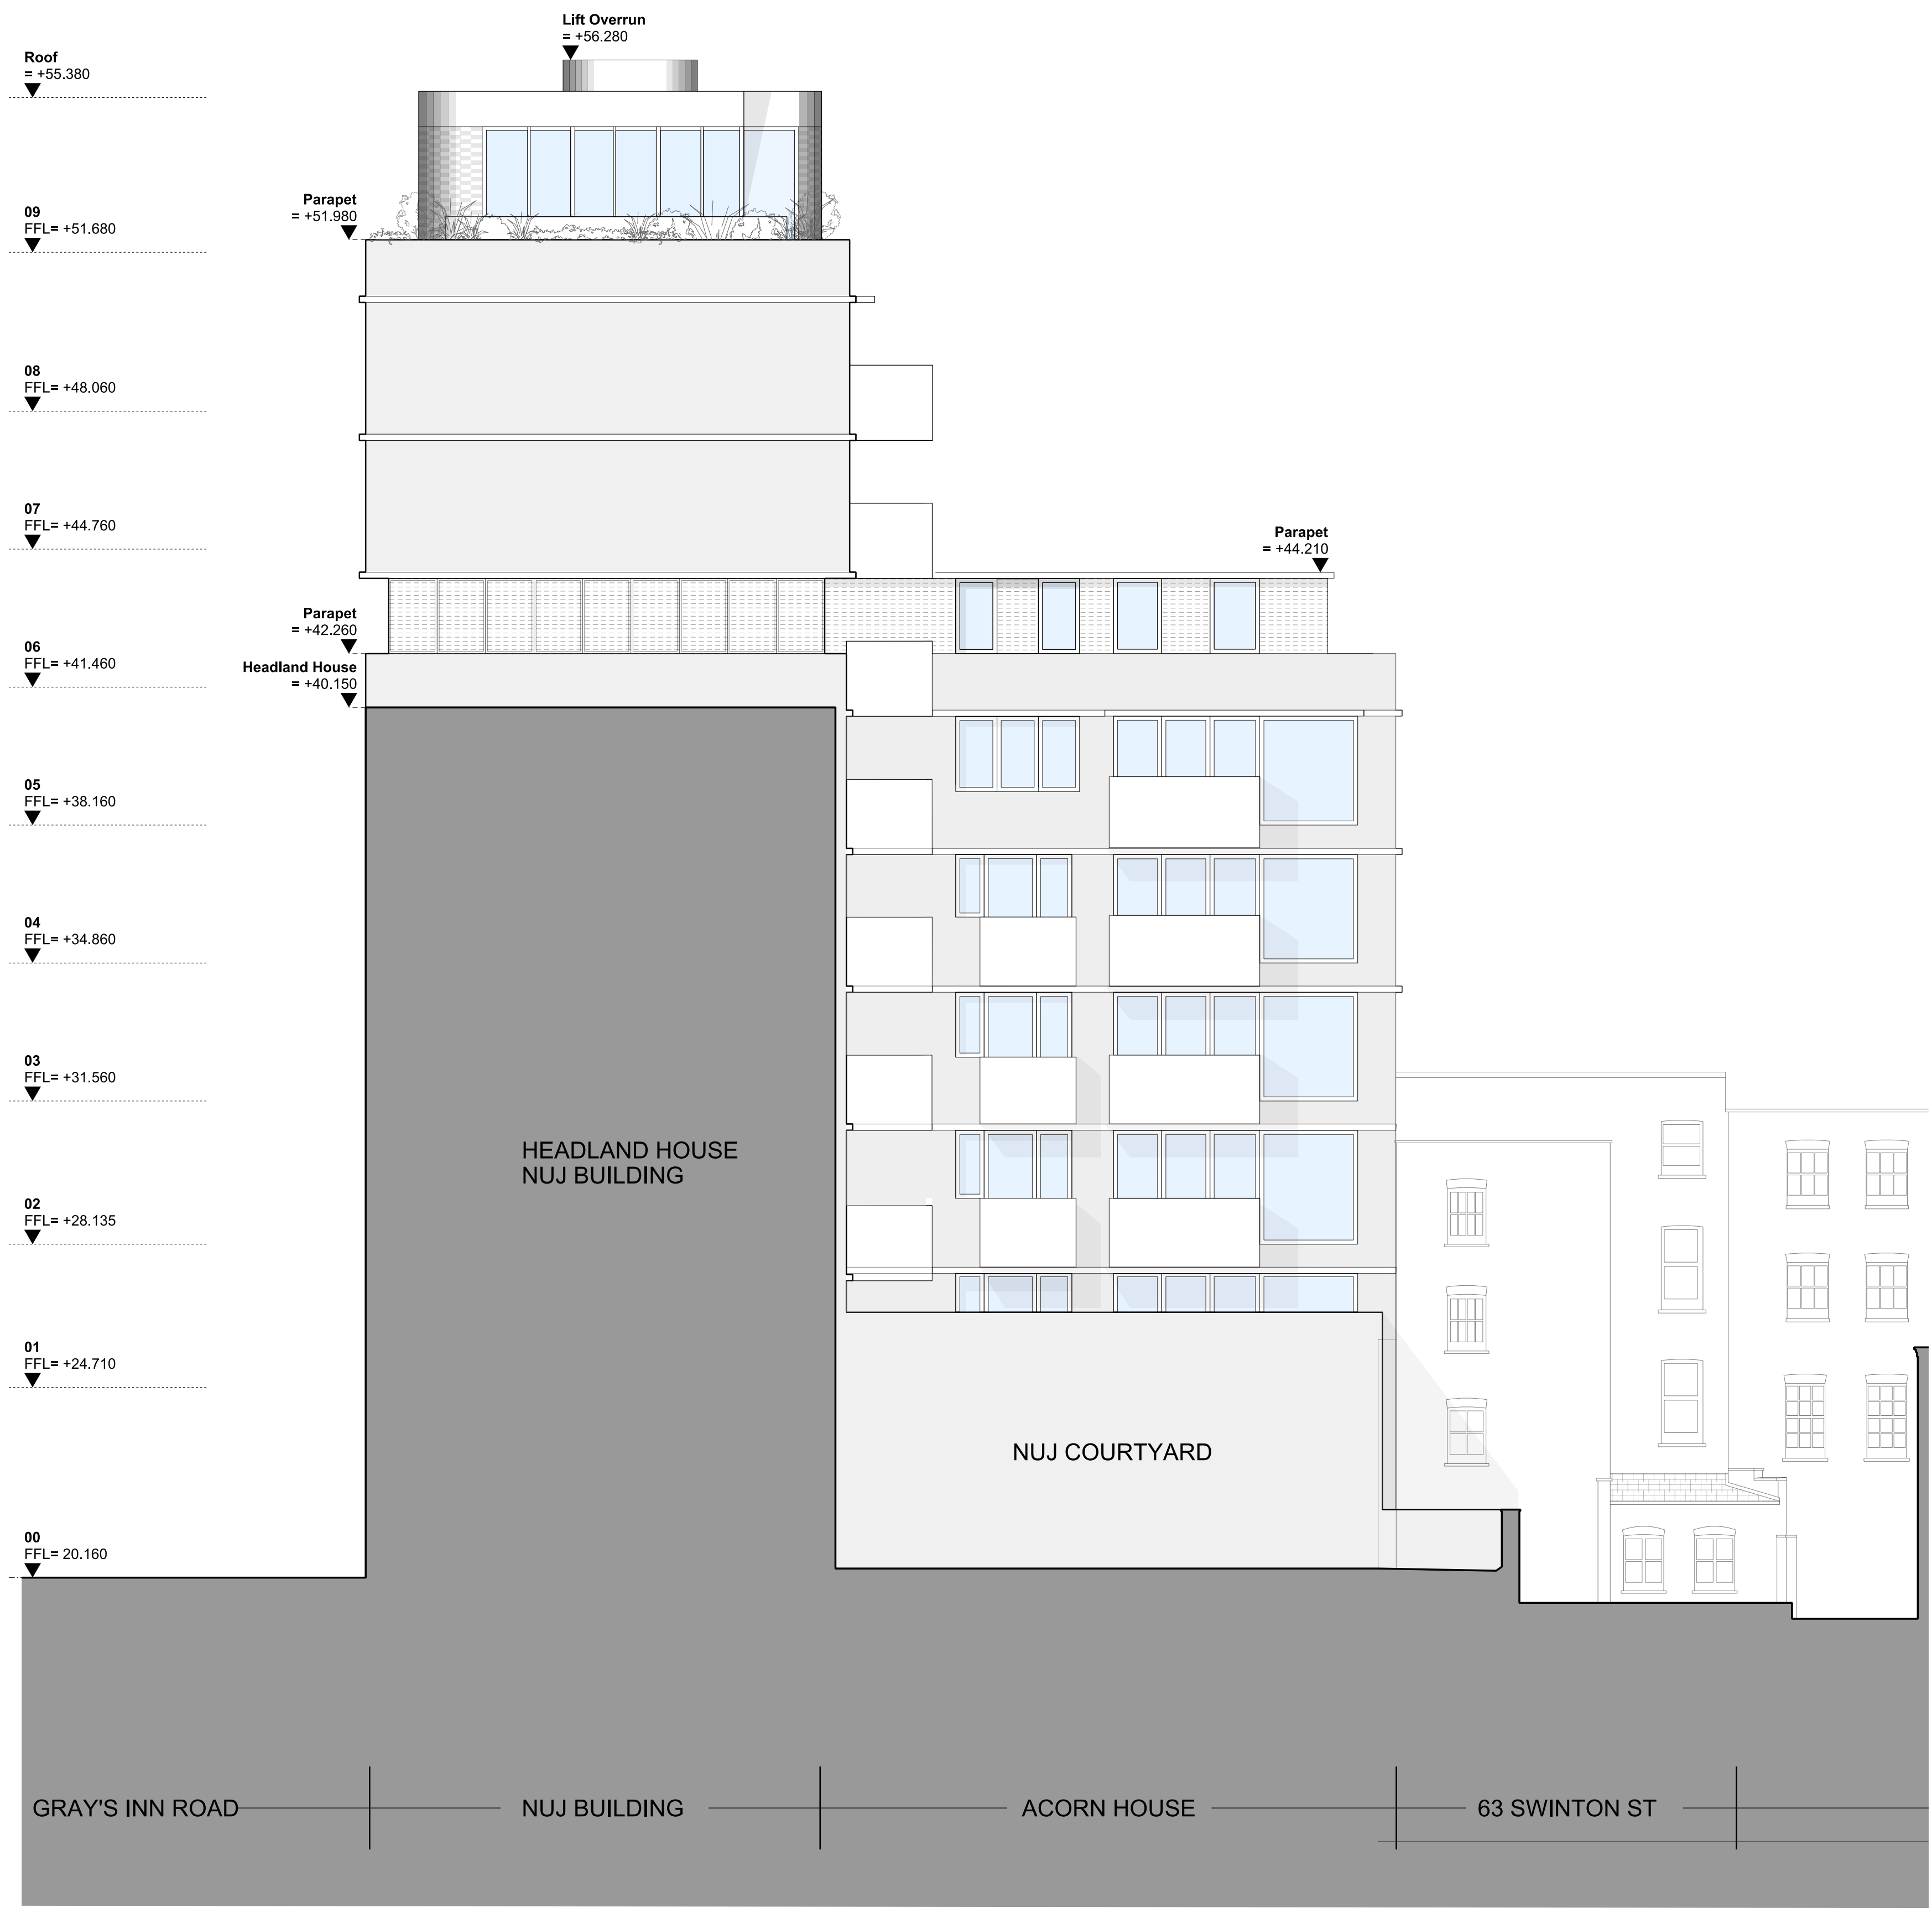 Lift Overrun
= +56.280
Roof
= +55.380
Parapet
= +51.980
09
FFL= +51.680
08
FFL= +48.060
07
FFL= +44.760
Parapet
= +44.210
Parapet
= +42.260
06
FFL= +41.460
Headland House
= +40.150
05
FFL= +38.160
04
FFL= +34.860
03
FFL= +31.560
HEADLAND HOUSE
NUJ BUILDING
02
FFL= +28.135
01
FFL= +24.710
NUJ COURTYARD
00
FFL= 20.160
GRAY'S INN ROAD
NUJ BUILDING
ACORN HOUSE
63 SWINTON ST